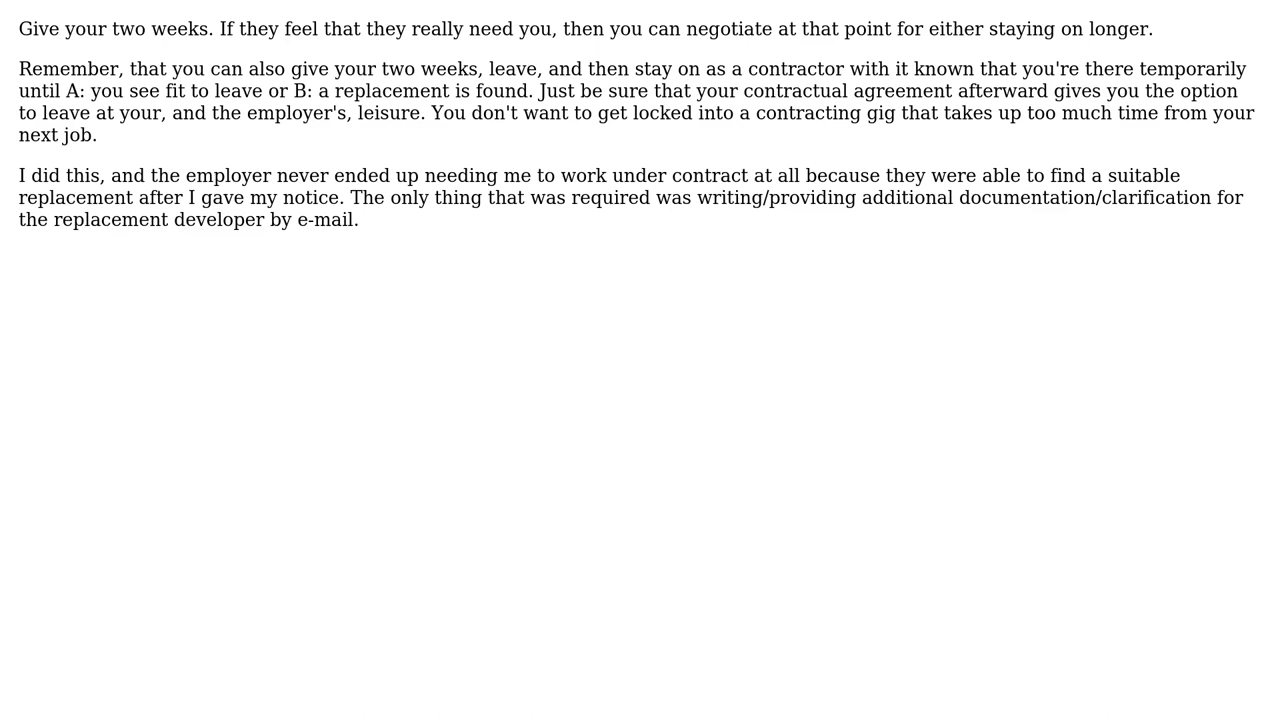 Give your two weeks. If they feel that they really need you, then you can negotiate at that point for either staying on longer.
Remember, that you can also give your two weeks, leave, and then stay on as a contractor with it known that you're there temporarily
until A: you see fit to leave or B: a replacement is found. Just be sure that your contractual agreement afterward gives you the option
to leave at your, and the employer's, leisure. You don't want to get locked into a contracting gig that takes up too much time from your
next job.
I did this, and the employer never ended up needing me to work under contract at all because they were able to find a suitable
replacement after I gave my notice. The only thing that was required was writing/providing additional documentation/clarification for
the replacement developer by e-mail.